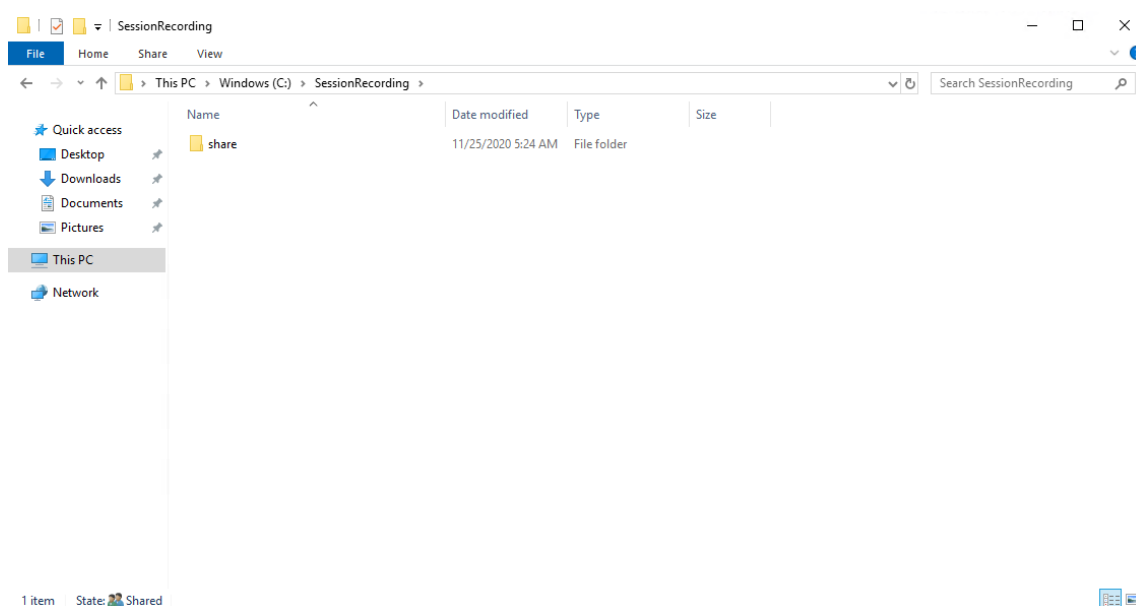 SessionRecording
File Home Share View
This PC > Windows (C:) > SessionRecording >
Search SessionRecording
Name Date modified Type Size
Quick access
share 11/25/2020 5:24 AM File folder
Desktop
Downloads
Documents
Pictures
This PC
Network
1 item State: Shared